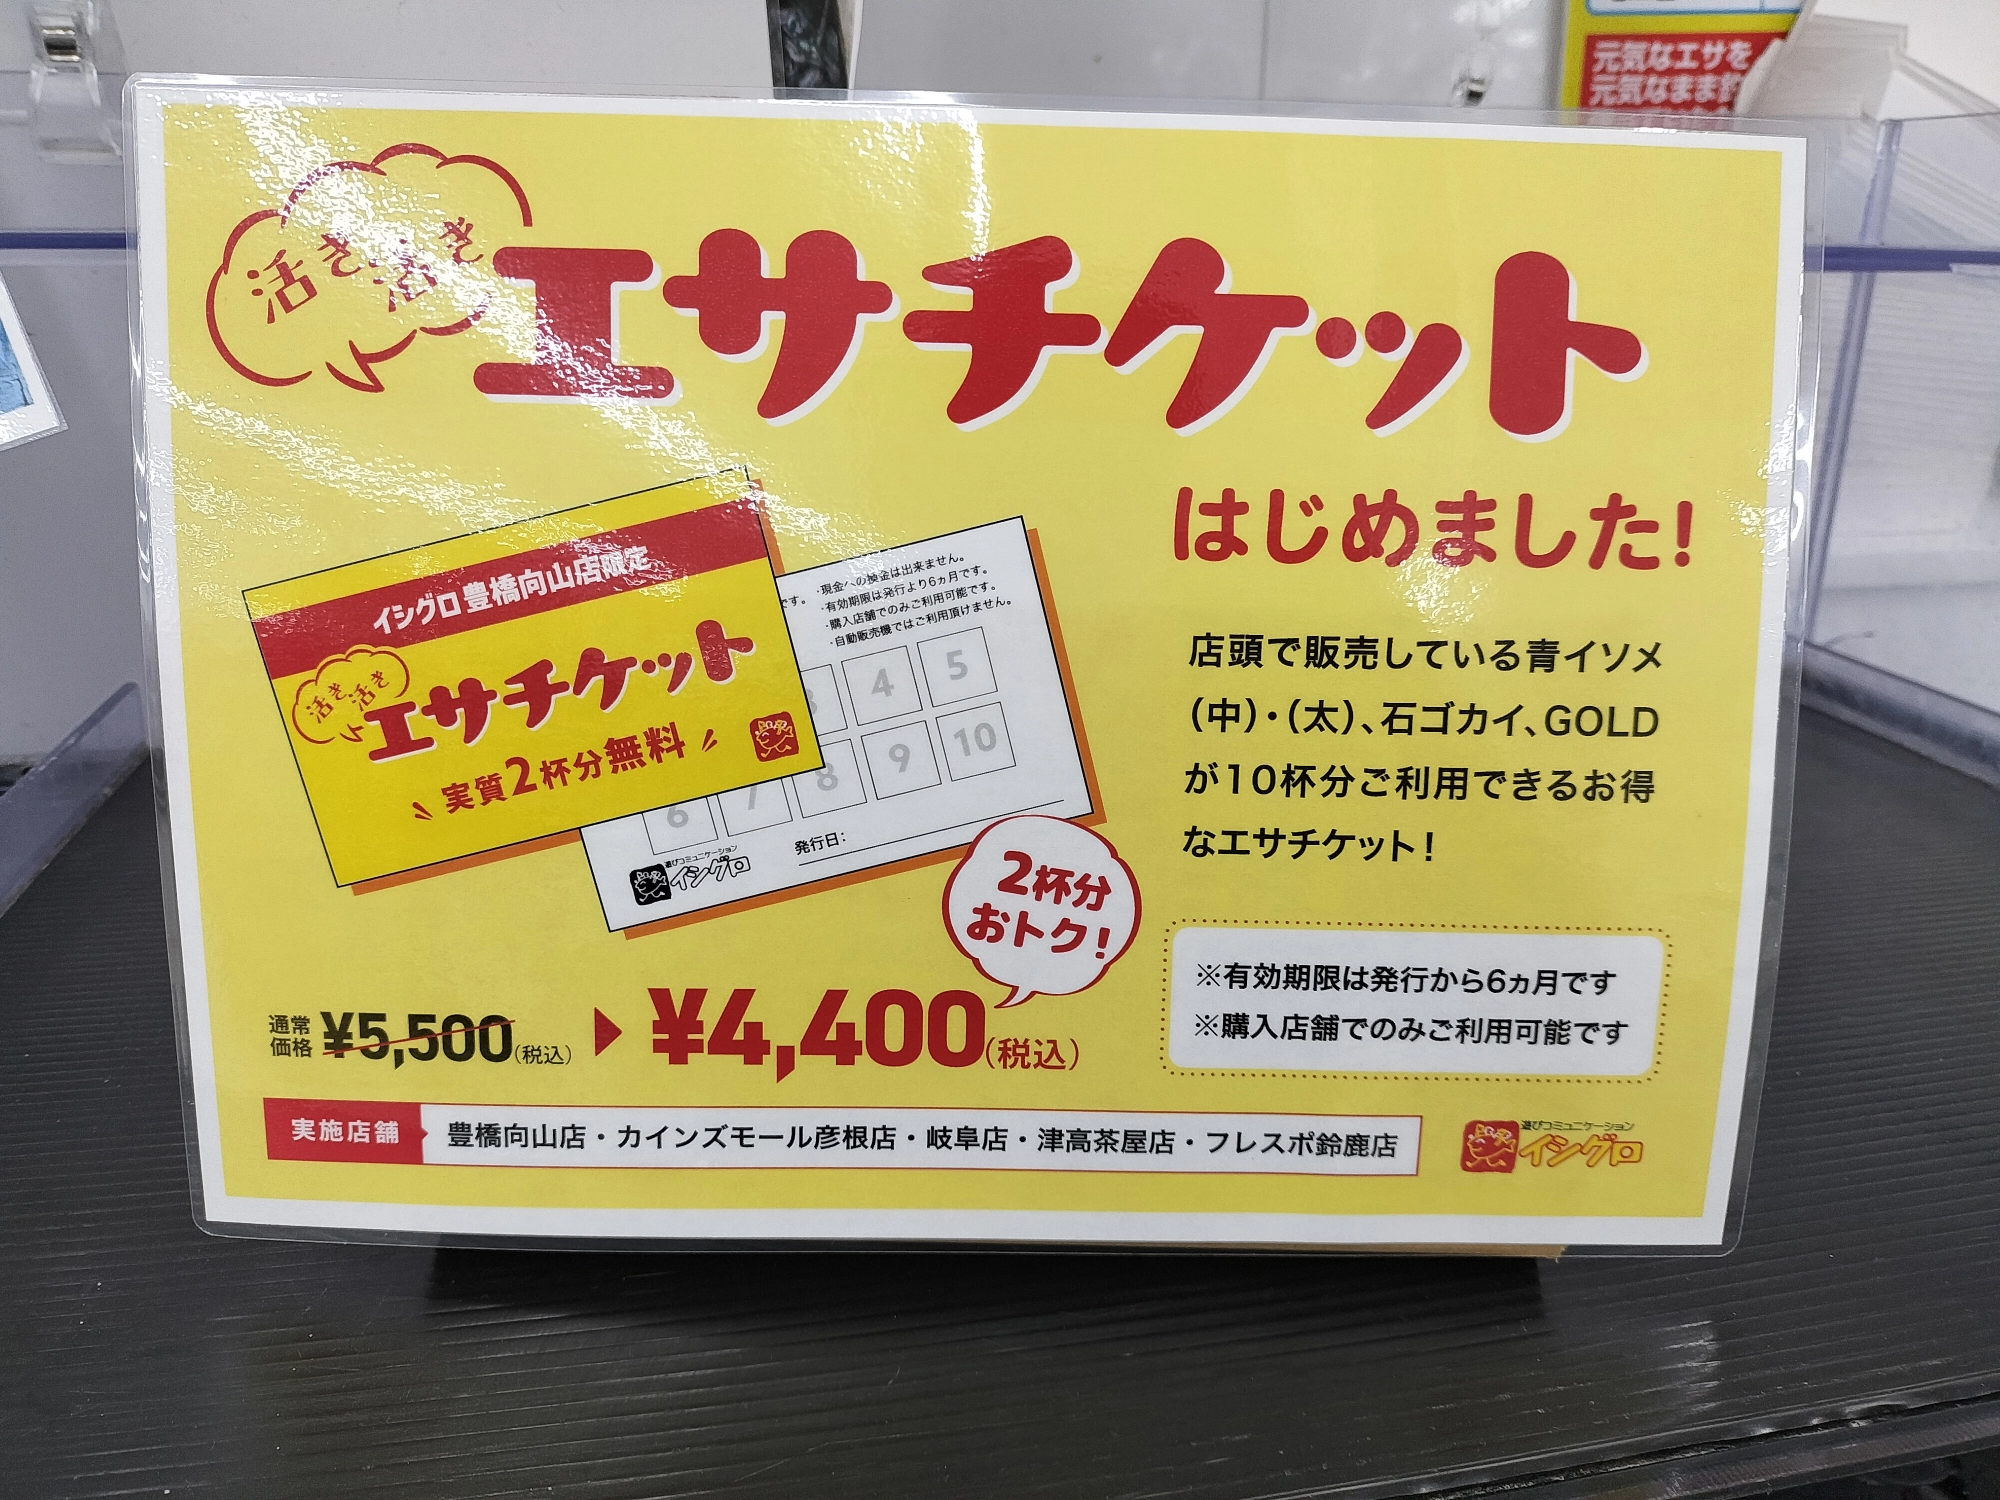 元気なエサを
元気なまま
活き活き
エサチケット
はじめました!
イシグロ 豊橋向山店限定
活き活き
エサチケット
実質2杯分無料
です。
・現金への換金は出来ません。
・有効期限は発行より6ヵ月です。
・購入店舗でのみご利用可能です。
・自動販売機ではご利用頂けません。
3 4 5
6 7 8 9 10
発行日:
遊びコミュニケーション
イシグロ
店頭で販売している青イソメ
(中)・(太)、石ゴカイ、GOLD
が10杯分ご利用できるお得
なエサチケット!
2杯分
おトク!
通常
価格
¥5,500(税込)
¥4,400(税込)
※有効期限は発行から6ヵ月です
※購入店舗でのみご利用可能です
実施店舗 豊橋向山店・カインズモール彦根店・岐阜店・津高茶屋店・フレスポ鈴鹿店
遊びコミュニケーション
イシグロ